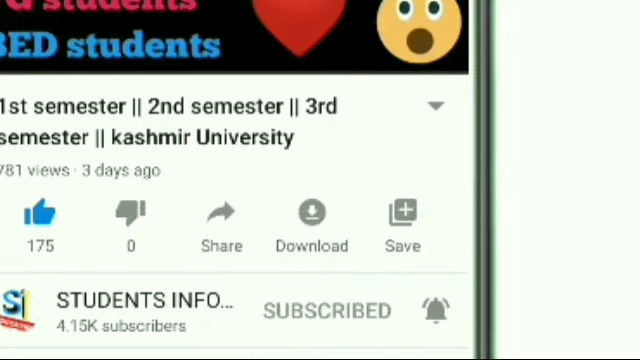 G students
BED students
1st semester || 2nd semester || 3rd
semester || kashmir University
781 views · 3 days ago
175
0
Share
Download
Save
STUDENTS INFO...
SUBSCRIBED
4.15K subscribers